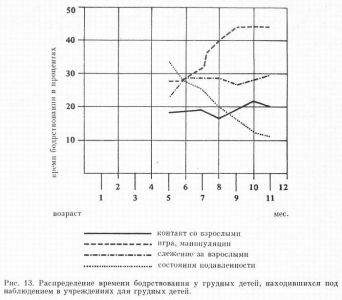 50
40
30
20
10
время бодрствования в процентах
2 4 6 8 10 12
1 3 5 7 9 11
возраст мес.
контакт со взрослыми
игра, манипуляции
слежение за взрослыми
состояния подавленности
Рис. 13. Распределение времени бодрствования у грудных детей, находившихся под
наблюдением в учреждениях для грудных детей.